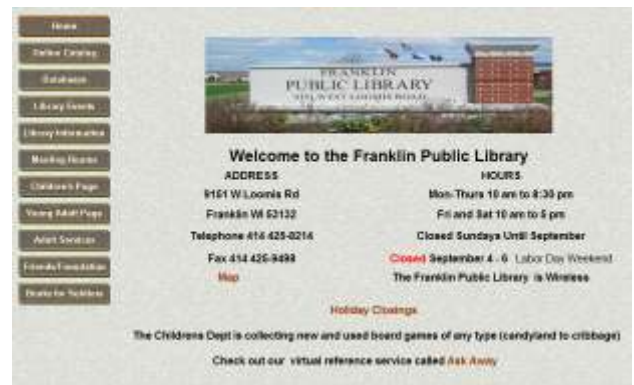 Home
Online Catalog
Databases
Library Events
Library Information
Meeting Rooms
Children's Page
Young Adult Page
Adult Services
Friends/Foundation
Books for Toddlers
FRANKLIN
PUBLIC LIBRARY
9151 WEST LOOMIS ROAD
Welcome to the Franklin Public Library
ADDRESS
9151 W Loomis Rd
Franklin WI 53132
Telephone 414 425-8214
Fax 414 425-9498
Map
HOURS
Mon-Thurs 10 am to 8:30 pm
Fri and Sat 10 am to 5 pm
Closed Sundays Until September
Closed September 4 - 6 Labor Day Weekend
The Franklin Public Library is Wireless
Holiday Closings
The Childrens Dept is collecting new and used board games of any type (candyland to cribbage)
Check out our virtual reference service called Ask Away